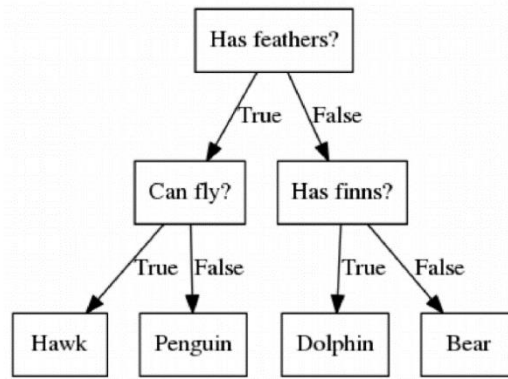 Has feathers?
True
False
Can fly?
Has finns?
True
False
True
False
Hawk
Penguin
Dolphin
Bear